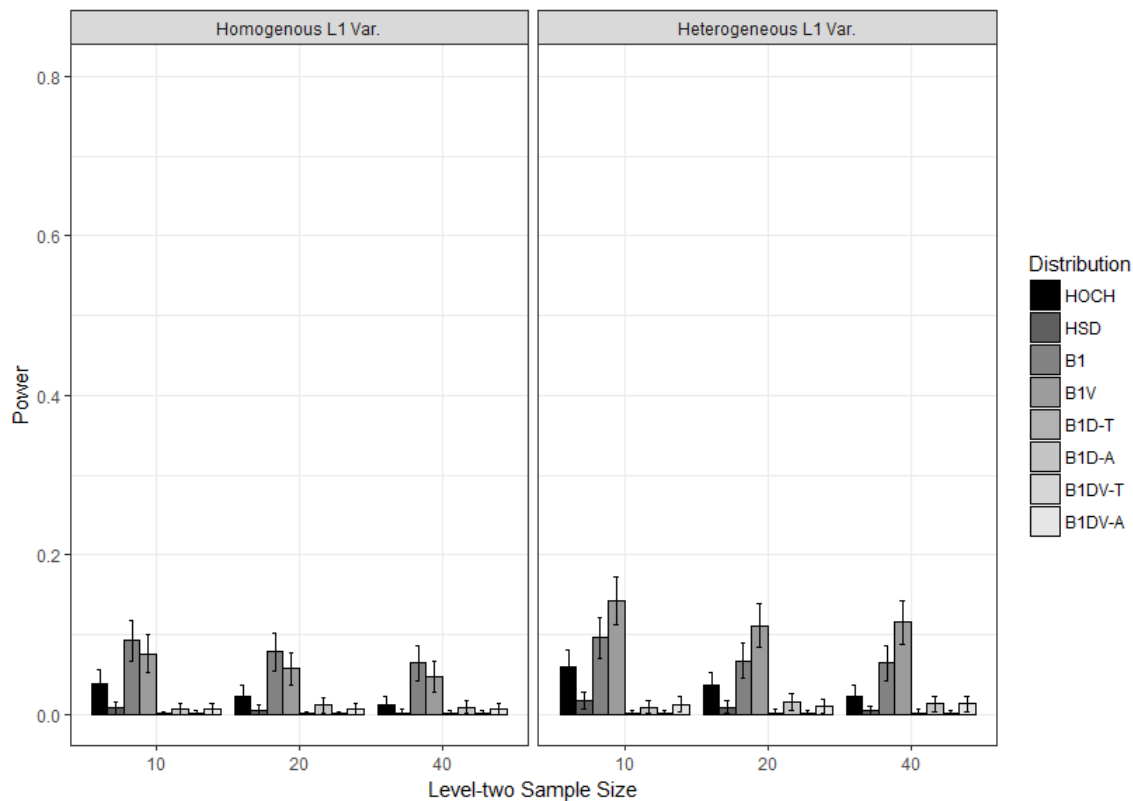 Homogenous L1 Var.
Heterogeneous L1 Var.
0.8
0.6
0.4
0.2
0.0
Power
10
20
40
10
20
40
Level-two Sample Size
Distribution
HOCH
HSD
B1
B1V
B1D-T
B1D-A
B1DV-T
B1DV-A